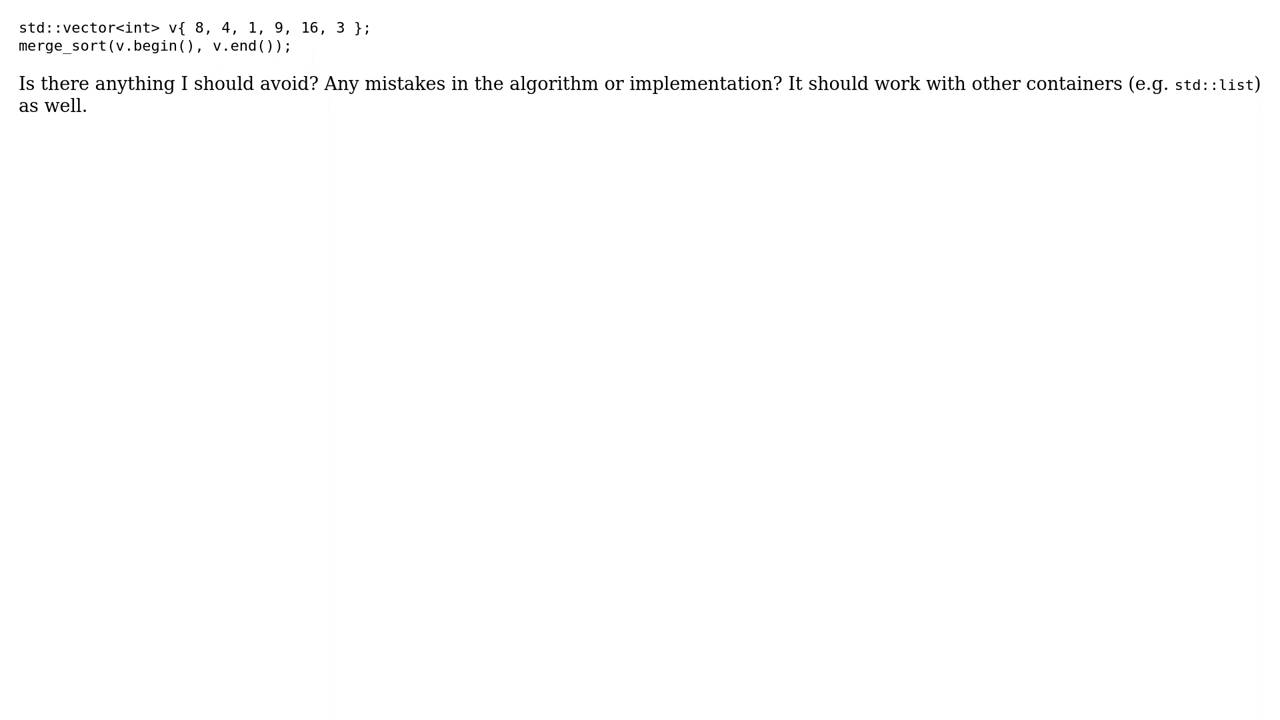 std::vector<int> v{ 8, 4, 1, 9, 16, 3 };
merge_sort(v.begin(), v.end());
Is there anything I should avoid? Any mistakes in the algorithm or implementation? It should work with other containers (e.g. std::list)
as well.